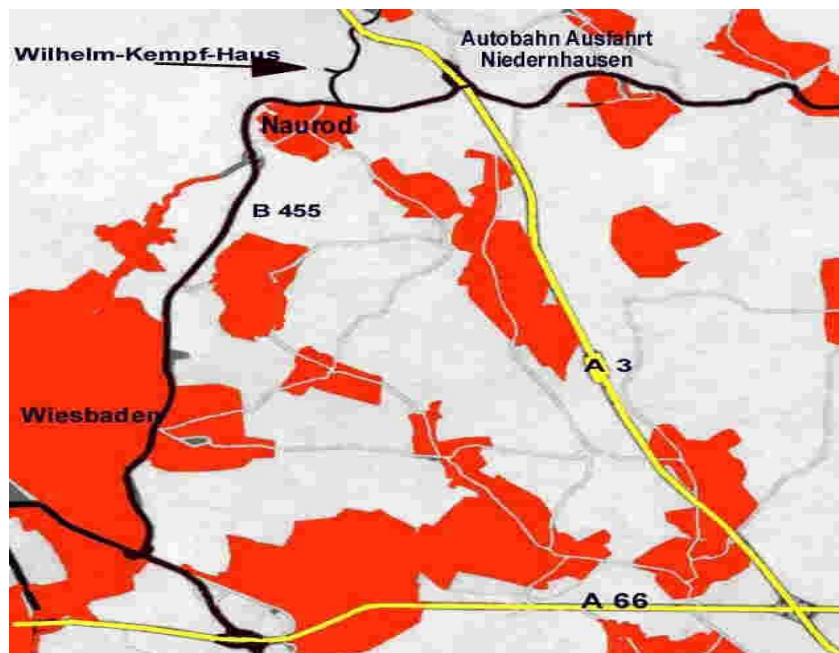 Autobahn Ausfahrt
Niedernhausen
Wilhelm-Kempf-Haus
Naurod
B 455
A 3
Wiesbaden
A 66